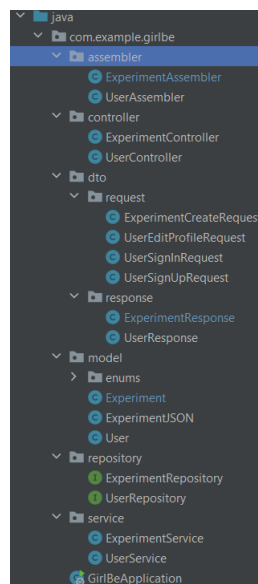 java
com.example.girlbe
assembler
ExperimentAssembler
UserAssembler
controller
ExperimentController
UserController
dto
request
ExperimentCreateReques
UserEditProfileRequest
UserSignInRequest
UserSignUpRequest
response
ExperimentResponse
UserResponse
model
enums
Experiment
ExperimentJSON
User
repository
ExperimentRepository
UserRepository
service
ExperimentService
UserService
GirlBeApplication